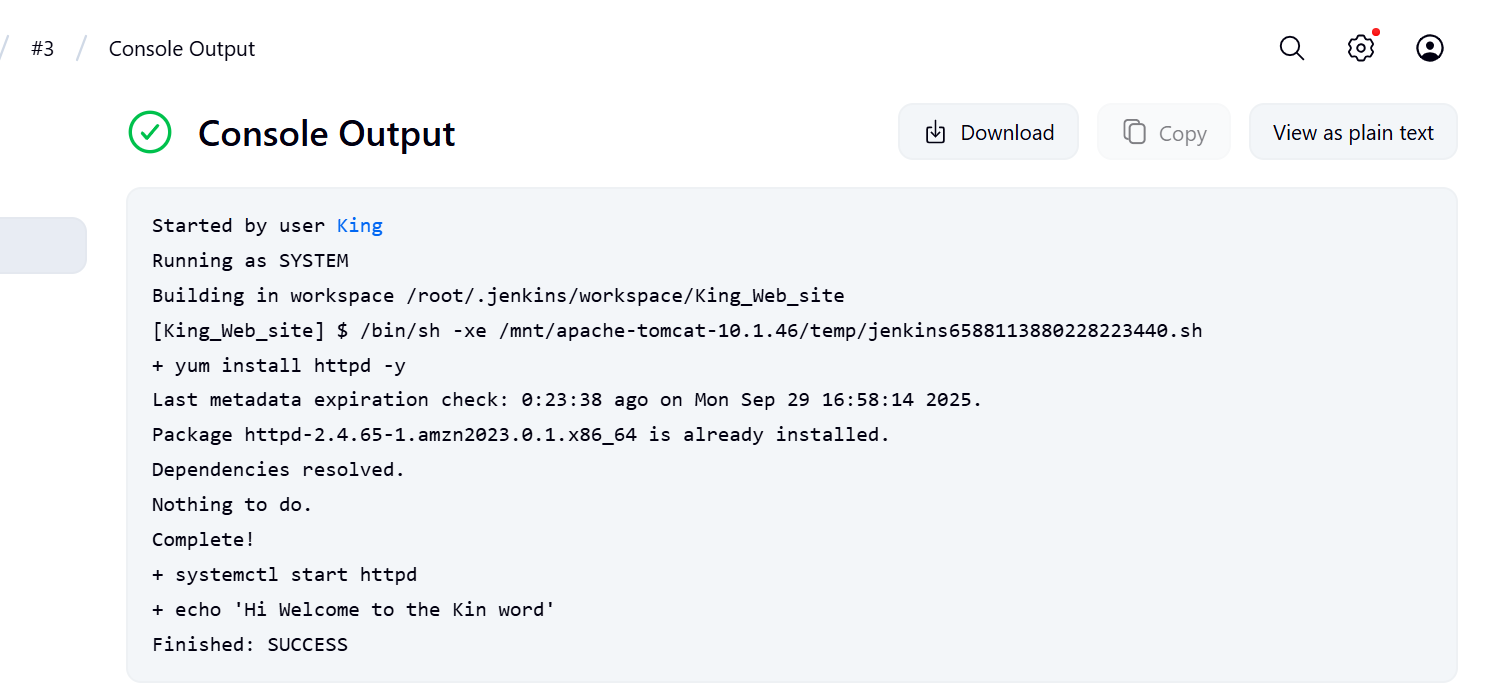 / #3 / Console Output
Console Output
Download
Copy
View as plain text
Started by user King
Running as SYSTEM
Building in workspace /root/.jenkins/workspace/King_Web_site
[King_Web_site] $ /bin/sh -xe /mnt/apache-tomcat-10.1.46/temp/jenkins6588113880228223440.sh
+ yum install httpd -y
Last metadata expiration check: 0:23:38 ago on Mon Sep 29 16:58:14 2025.
Package httpd-2.4.65-1.amzn2023.0.1.x86_64 is already installed.
Dependencies resolved.
Nothing to do.
Complete!
+ systemctl start httpd
+ echo 'Hi Welcome to the Kin word'
Finished: SUCCESS